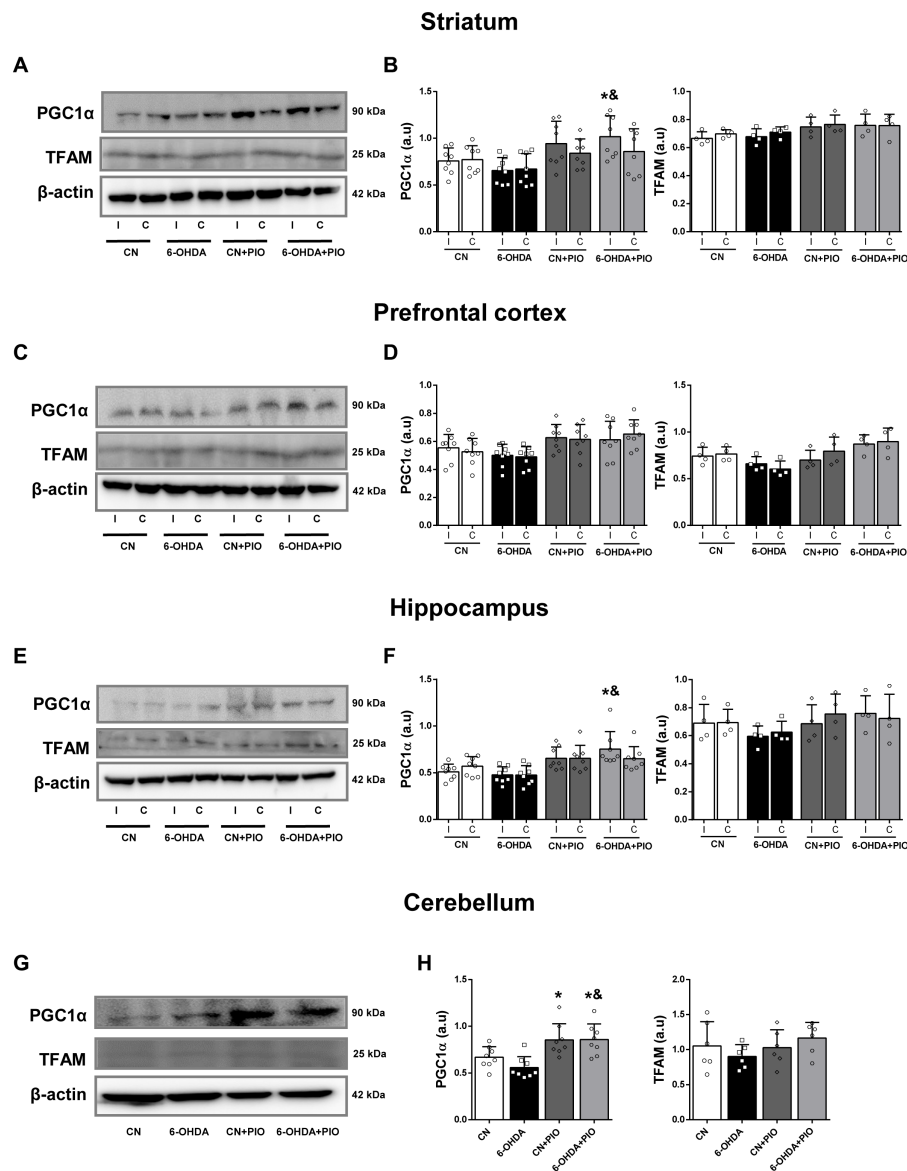 Striatum
A
PGC1α
90 kDa
TFAM
25 kDa
β-actin
42 kDa
I C I C I C I C
CN 6-OHDA CN+PIO 6-OHDA+PIO
B
PGC1α (a.u)
1.5
1.0
0.5
0.0
*&
I C I C I C I C
CN 6-OHDA CN+PIO 6-OHDA+PIO
TFAM (a.u)
1.0
0.8
0.6
0.4
0.2
0.0
I C I C I C I C
CN 6-OHDA CN+PIO 6-OHDA+PIO
Prefrontal cortex
C
PGC1α
90 kDa
TFAM
25 kDa
β-actin
42 kDa
I C I C I C I C
CN 6-OHDA CN+PIO 6-OHDA+PIO
D
PGC1α (a.u)
1.0
0.8
0.6
0.4
0.2
0.0
I C I C I C I C
CN 6-OHDA CN+PIO 6-OHDA+PIO
TFAM (a.u)
1.5
1.0
0.5
0.0
I C I C I C I C
CN 6-OHDA CN+PIO 6-OHDA+PIO
Hippocampus
E
PGC1α
90 kDa
TFAM
25 kDa
β-actin
42 kDa
I C I C I C I C
CN 6-OHDA CN+PIO 6-OHDA+PIO
F
PGC1α (a.u)
1.5
1.0
0.5
0.0
*&
I C I C I C I C
CN 6-OHDA CN+PIO 6-OHDA+PIO
TFAM (a.u)
1.0
0.8
0.6
0.4
0.2
0.0
I C I C I C I C
CN 6-OHDA CN+PIO 6-OHDA+PIO
Cerebellum
G
PGC1α
90 kDa
TFAM
25 kDa
β-actin
42 kDa
CN 6-OHDA CN+PIO 6-OHDA+PIO
H
PGC1α (a.u)
1.5
1.0
0.5
0.0
* *&
CN 6-OHDA CN+PIO 6-OHDA+PIO
TFAM (a.u)
2.0
1.5
1.0
0.5
0.0
CN 6-OHDA CN+PIO 6-OHDA+PIO